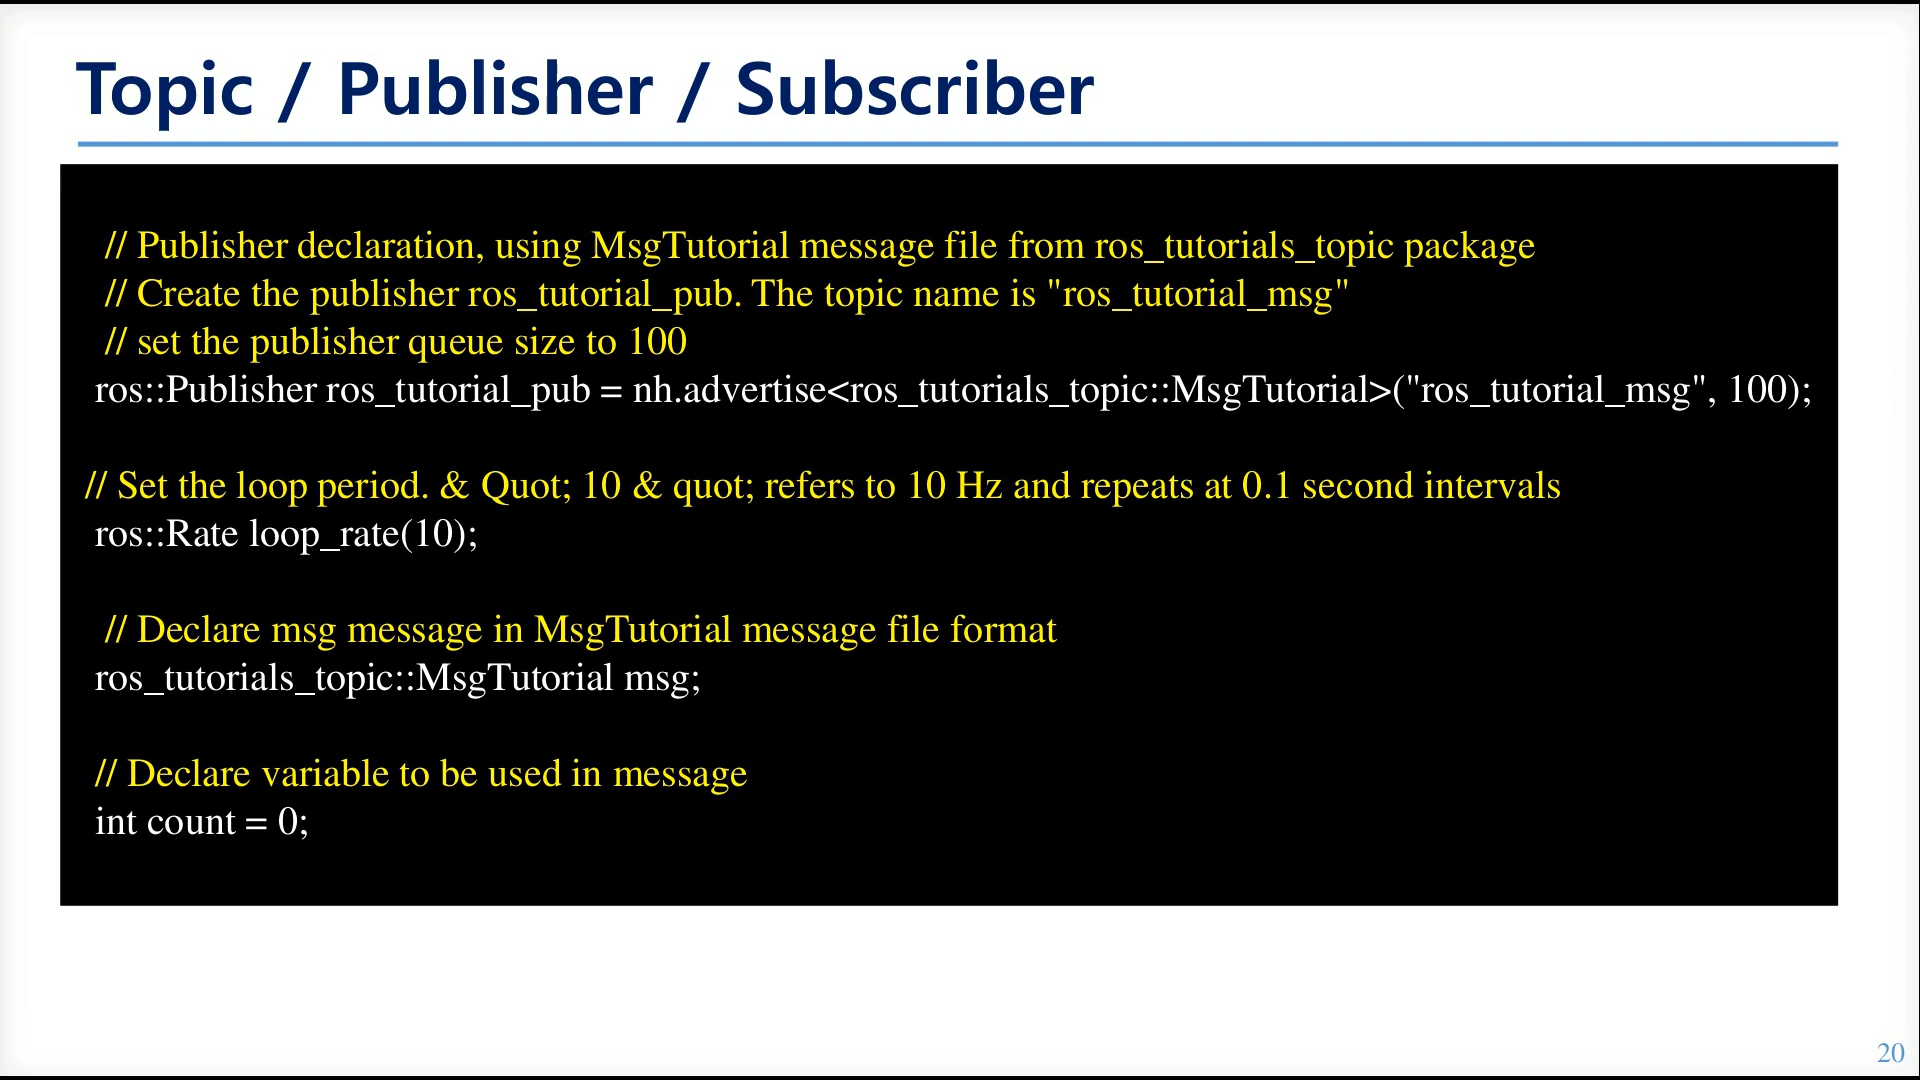 Topic / Publisher / Subscriber
// Publisher declaration, using MsgTutorial message file from ros_tutorials_topic package
// Create the publisher ros_tutorial_pub. The topic name is "ros_tutorial_msg"
// set the publisher queue size to 100
ros::Publisher ros_tutorial_pub = nh.advertise<ros_tutorials_topic::MsgTutorial>("ros_tutorial_msg", 100);
// Set the loop period. & Quot; 10 & quot; refers to 10 Hz and repeats at 0.1 second intervals
ros::Rate loop_rate(10);
// Declare msg message in MsgTutorial message file format
ros_tutorials_topic::MsgTutorial msg;
// Declare variable to be used in message
int count = 0;
20